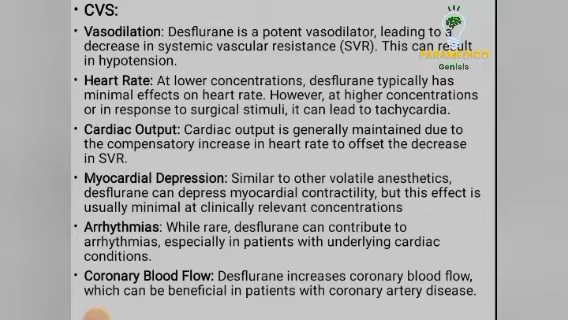 • CVS:
• Vasodilation: Desflurane is a potent vasodilator, leading to a
decrease in systemic vascular resistance (SVR). This can result
in hypotension.
• Heart Rate: At lower concentrations, desflurane typically has
minimal effects on heart rate. However, at higher concentrations
or in response to surgical stimuli, it can lead to tachycardia.
• Cardiac Output: Cardiac output is generally maintained due to
the compensatory increase in heart rate to offset the decrease
in SVR.
• Myocardial Depression: Similar to other volatile anesthetics,
desflurane can depress myocardial contractility, but this effect is
usually minimal at clinically relevant concentrations
• Arrhythmias: While rare, desflurane can contribute to
arrhythmias, especially in patients with underlying cardiac
conditions.
• Coronary Blood Flow: Desflurane increases coronary blood flow,
which can be beneficial in patients with coronary artery disease.
PARAMEDICO
Genisis